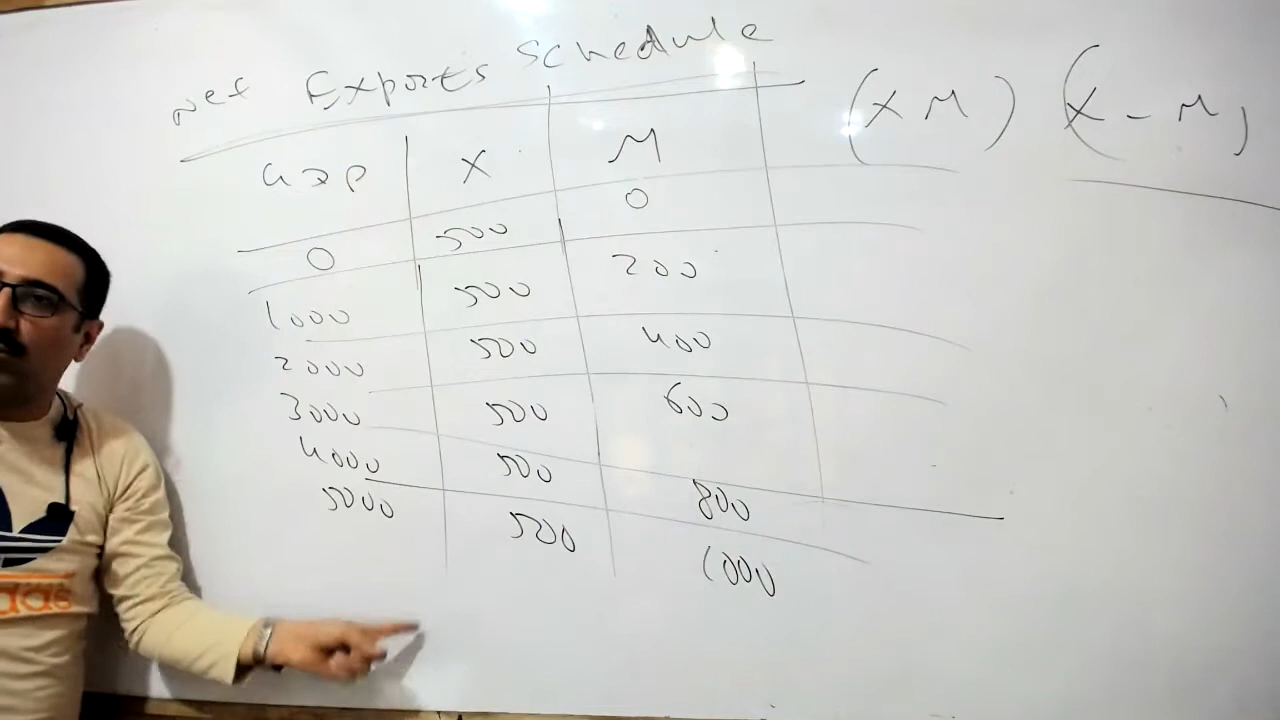 Net Exports Schedule
(X M) (X - M)
GDP X M
0 500 0
1000 500 200
2000 500 400
3000 500 600
4000 500 800
5000 500 1000
adas